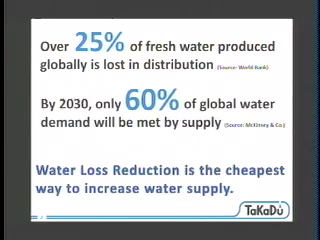 Over 25% of fresh water produced
globally is lost in distribution (Source: World Bank)
By 2030, only 60% of global water
demand will be met by supply (Source: McKinsey & Co.)
Water Loss Reduction is the cheapest
way to increase water supply.
TaKaDu